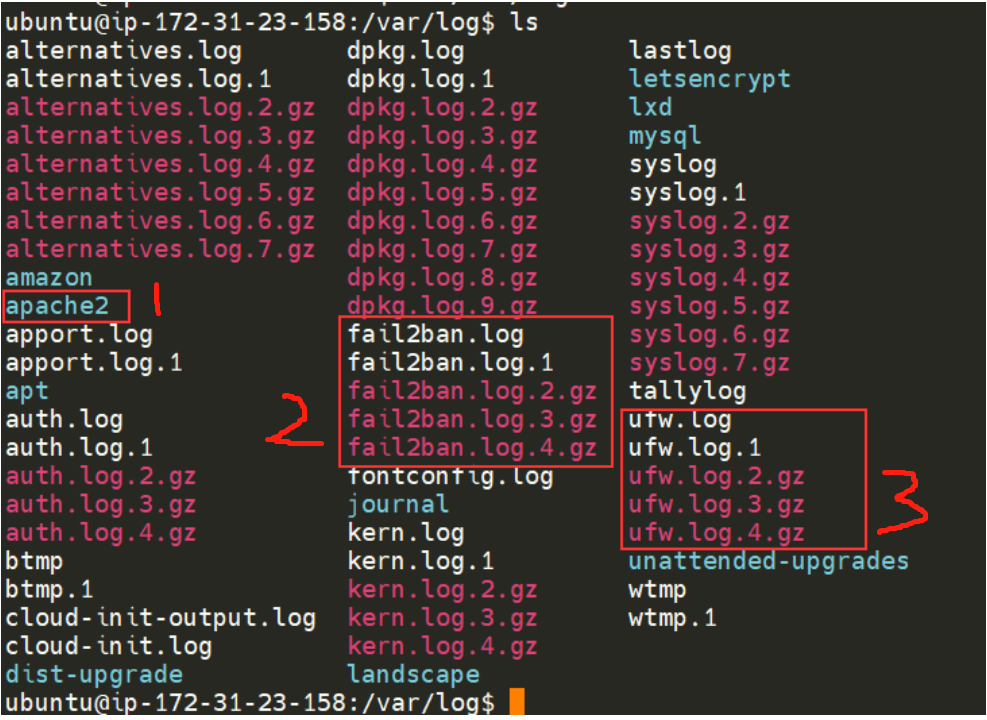 ubuntu@ip-172-31-23-158:/var/log$ ls
alternatives.log dpkg.log lastlog
alternatives.log.1 dpkg.log.1 letsencrypt
alternatives.log.2.gz dpkg.log.2.gz lxd
alternatives.log.3.gz dpkg.log.3.gz mysql
alternatives.log.4.gz dpkg.log.4.gz syslog
alternatives.log.5.gz dpkg.log.5.gz syslog.1
alternatives.log.6.gz dpkg.log.6.gz syslog.2.gz
alternatives.log.7.gz dpkg.log.7.gz syslog.3.gz
amazon dpkg.log.8.gz syslog.4.gz
apache2 1 dpkg.log.9.gz syslog.5.gz
apport.log fail2ban.log syslog.6.gz
apport.log.1 fail2ban.log.1 syslog.7.gz
apt fail2ban.log.2.gz tallylog
auth.log 2 fail2ban.log.3.gz ufw.log
auth.log.1 fail2ban.log.4.gz ufw.log.1
auth.log.2.gz fontconfig.log ufw.log.2.gz
auth.log.3.gz journal ufw.log.3.gz 3
auth.log.4.gz kern.log ufw.log.4.gz
btmp kern.log.1 unattended-upgrades
btmp.1 kern.log.2.gz wtmp
cloud-init-output.log kern.log.3.gz wtmp.1
cloud-init.log kern.log.4.gz
dist-upgrade landscape
ubuntu@ip-172-31-23-158:/var/log$